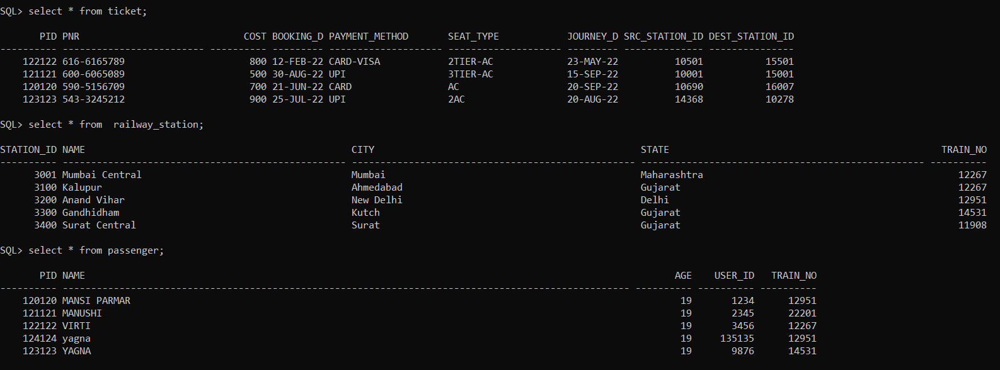 SQL> select * from ticket;
       PID PNR                             COST BOOKING_D PAYMENT_METHOD       SEAT_TYPE            JOURNEY_D SRC_STATION_ID DEST_STATION_ID
---------- ------------------------- ---------- --------- -------------------- -------------------- --------- -------------- ---------------
    122122 616-6165789                      800 12-FEB-22 CARD-VISA            2TIER-AC             23-MAY-22          10501           15501
    121121 600-6065089                      500 30-AUG-22 UPI                  3TIER-AC             15-SEP-22          10001           15001
    120120 590-5156709                      700 21-JUN-22 CARD                 AC                   20-SEP-22          10690           16007
    123123 543-3245212                      900 25-JUL-22 UPI                  2AC                  20-AUG-22          14368           10278
SQL> select * from  railway_station;
STATION_ID NAME                                               CITY                                               STATE                                                TRAIN_NO
---------- -------------------------------------------------- -------------------------------------------------- -------------------------------------------------- ----------
      3001 Mumbai Central                                     Mumbai                                             Maharashtra                                             12267
      3100 Kalupur                                            Ahmedabad                                          Gujarat                                                 12267
      3200 Anand Vihar                                        New Delhi                                          Delhi                                                   12951
      3300 Gandhidham                                         Kutch                                              Gujarat                                                 14531
      3400 Surat Central                                      Surat                                              Gujarat                                                 11908
SQL> select * from passenger;
       PID NAME                                                                                                        AGE    USER_ID   TRAIN_NO
---------- ---------------------------------------------------------------------------------------------------- ---------- ---------- ----------
    120120 MANSI PARMAR                                                                                                 19       1234      12951
    121121 MANUSHI                                                                                                      19       2345      22201
    122122 VIRTI                                                                                                        19       3456      12267
    124124 yagna                                                                                                        19     135135      12951
    123123 YAGNA                                                                                                        19       9876      14531